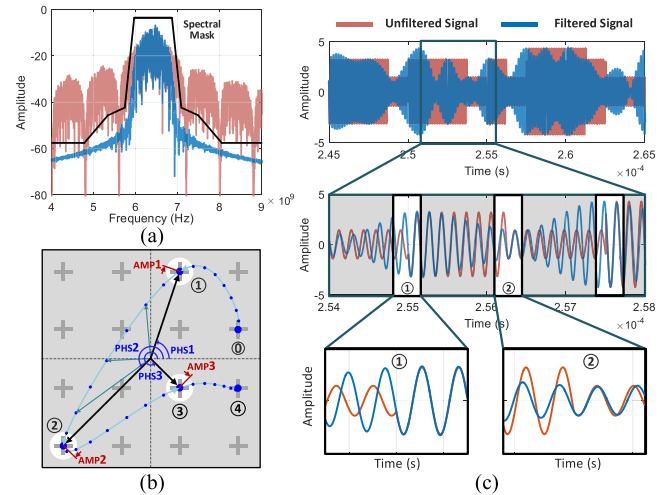 (a)
0
-20
-40
-60
-80
Amplitude
Spectral
Mask
4 5 6 7 8 9
× 10⁹
Frequency (Hz)
(a)
AMP1
①
PHS2
PHS1
PHS3
⓪
AMP3
②
③
④
AMP2
(b)
(c)
Unfiltered Signal
Filtered Signal
5
0
-5
Amplitude
2.45 2.5 2.55 2.6 2.65
Time (s)
× 10⁻⁴
5
0
-5
Amplitude
①
②
2.54 2.55 2.56 2.57 2.58
Time (s)
× 10⁻⁴
Amplitude
①
②
Time (s)
Time (s)
(c)